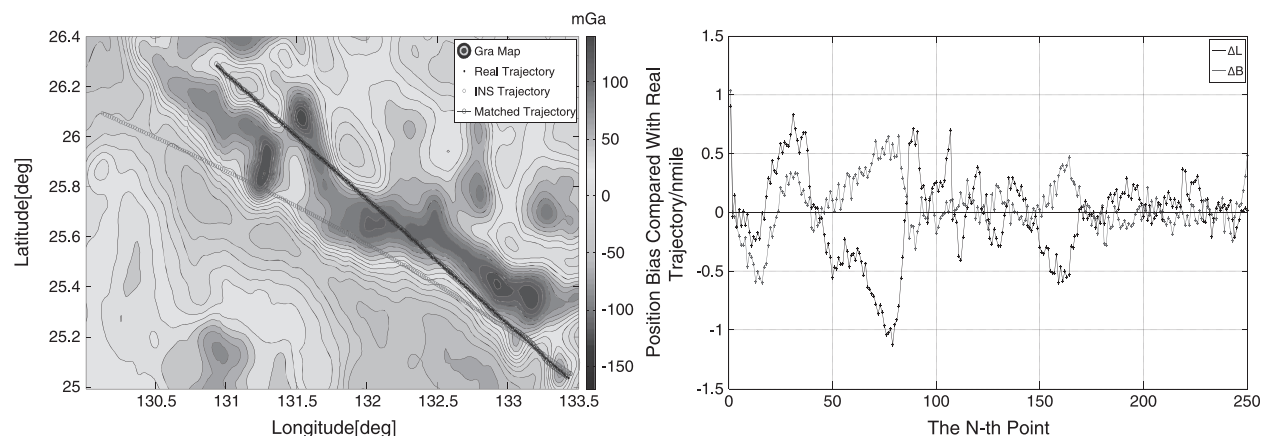 mGa
26.4
26.2
26
25.8
25.6
25.4
25.2
25
Latitude[deg]
130.5
131
131.5
132
132.5
133
133.5
Longitude[deg]
Gra Map
Real Trajectory
INS Trajectory
Matched Trajectory
100
50
0
-50
-100
-150
Position Bias Compared With Real
Trajectory/nmile
1.5
1
0.5
0
-0.5
-1
-1.5
0
50
100
150
200
250
The N-th Point
ΔL
ΔB